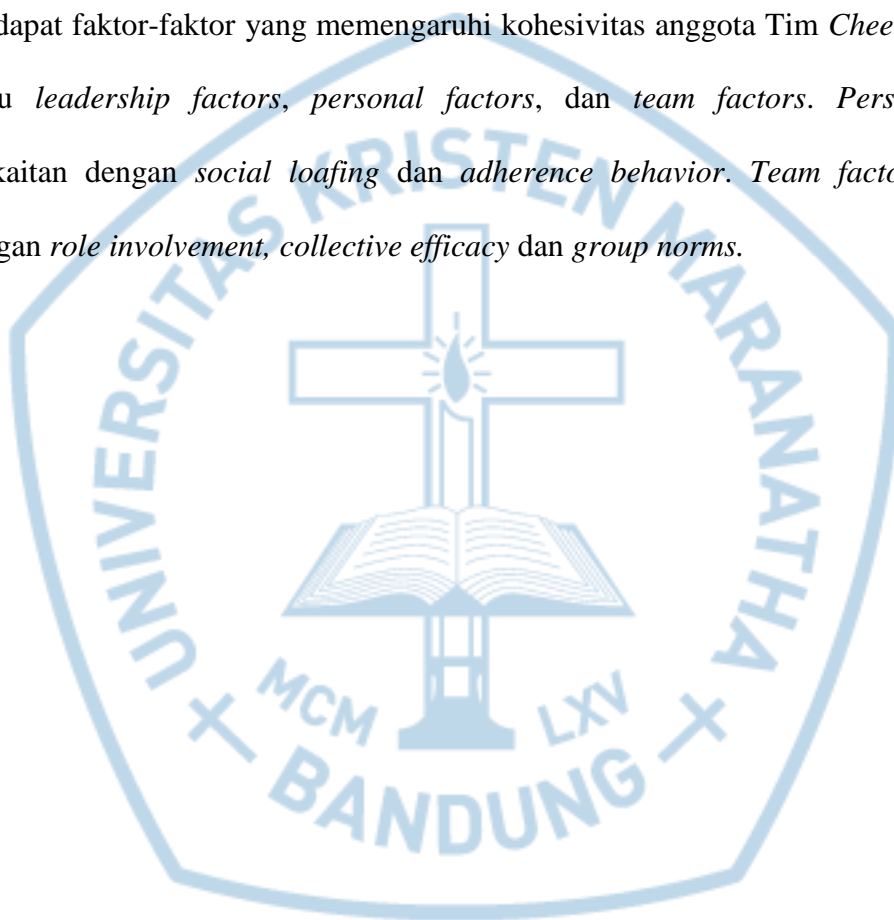 dapat faktor-faktor yang memengaruhi kohesivitas anggota Tim Chee
u leadership factors, personal factors, dan team factors. Pers
kaitan dengan social loafing dan adherence behavior. Team facto
gan role involvement, collective efficacy dan group norms.
UNIVERSITAS KRISTEN MARANATHA
MCM LXV
BANDUNG